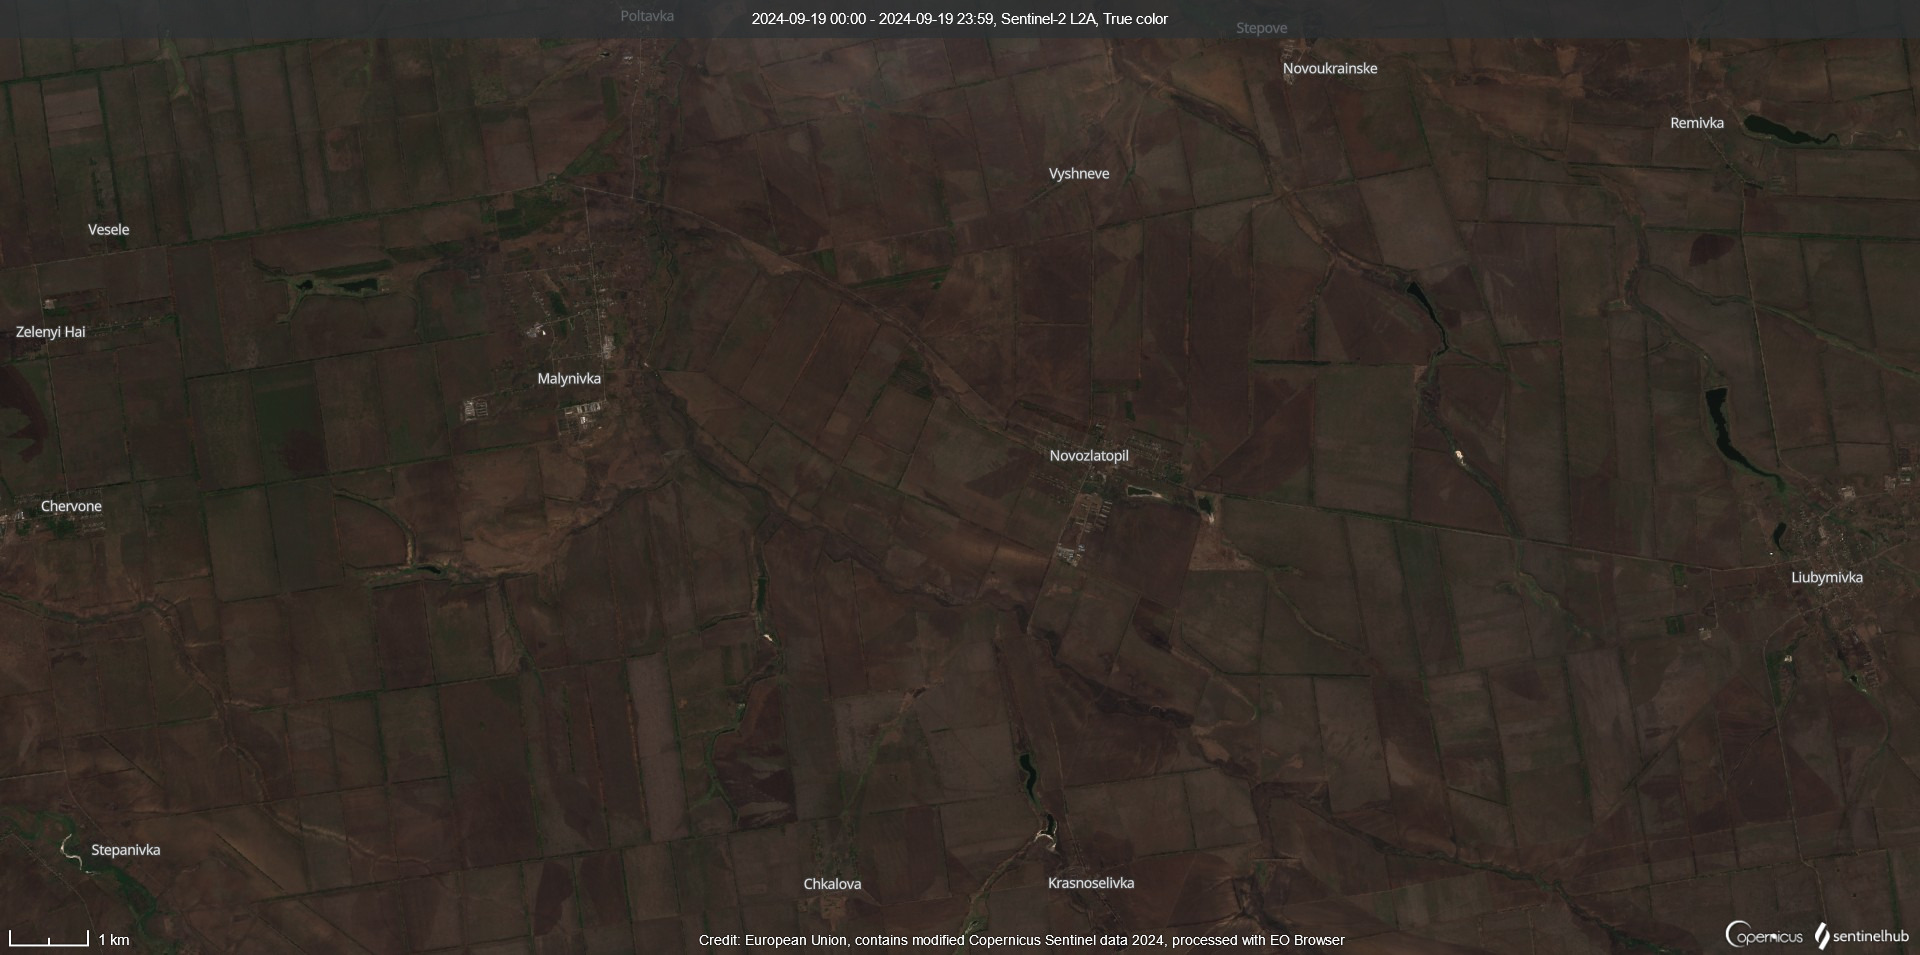 Poltavka
2024-09-19 00:00 - 2024-09-19 23:59, Sentinel-2 L2A, True color
Stepove
Novoukrainske
Remivka
Vyshneve
Vesele
Zelenyi Hai
Malynivka
Novozlatopil
Chervone
Liubymivka
Stepanivka
Chkalova
Krasnoselivka
1 km
Credit: European Union, contains modified Copernicus Sentinel data 2024, processed with EO Browser
Copernicus
sentinelhub